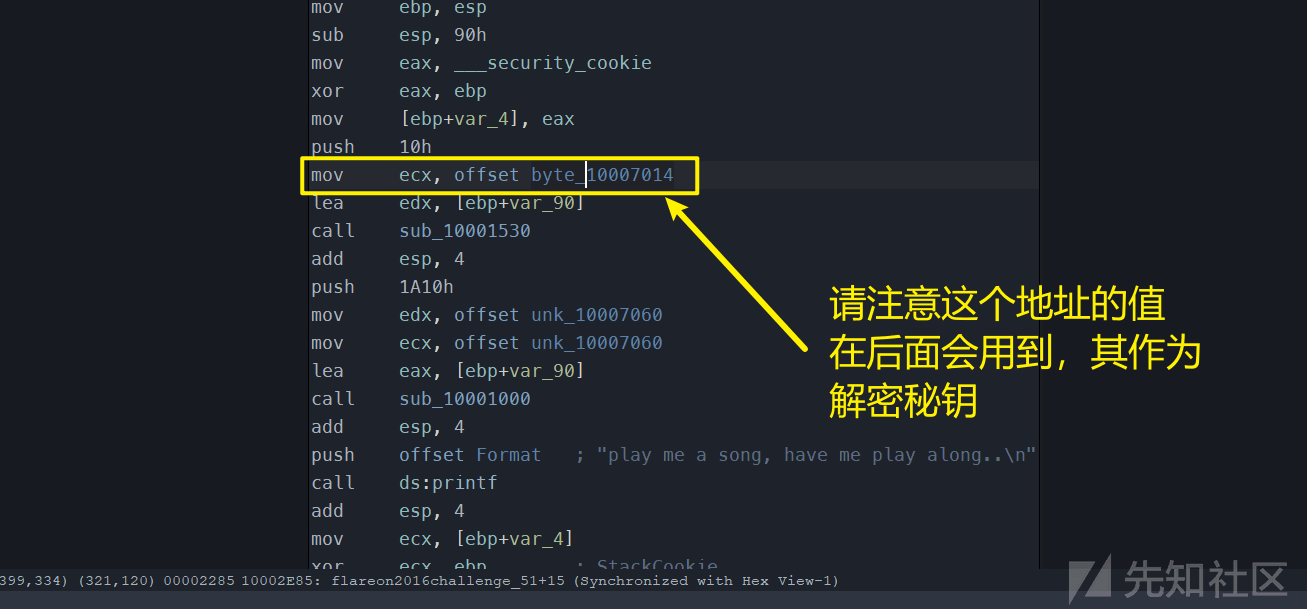 mov ebp, esp
sub esp, 90h
mov eax, ___security_cookie
xor eax, ebp
mov [ebp+var_4], eax
push 10h
mov ecx, offset byte_10007014
lea edx, [ebp+var_90]
call sub_10001530
add esp, 4
push 1A10h
mov edx, offset unk_10007060
mov ecx, offset unk_10007060
lea eax, [ebp+var_90]
call sub_10001000
add esp, 4
push offset Format ; "play me a song, have me play along..\n"
call ds:printf
add esp, 4
mov ecx, [ebp+var_4]
xor ecx, ebp ; StackCookie
请注意这个地址的值
在后面会用到，其作为
解密秘钥
399,334) (321,120) 00002285 10002E85: flareon2016challenge_51+15 (Synchronized with Hex View-1)
先知社区